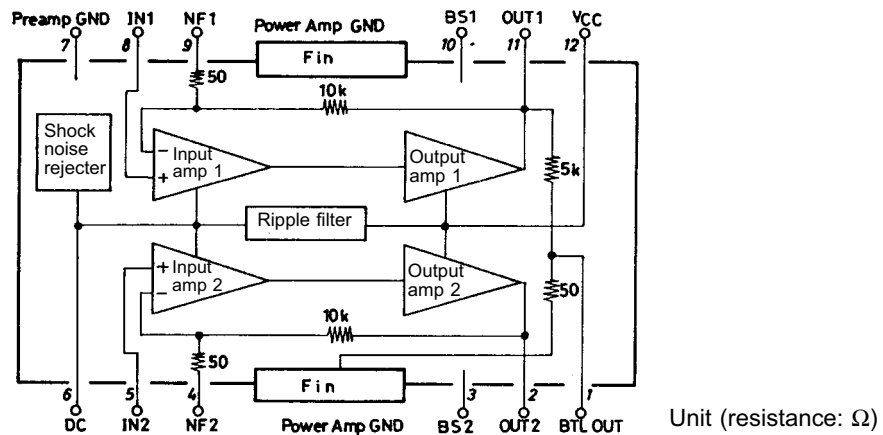 Preamp GND IN1 NF1 Power Amp GND BS1 OUT1 VCC
7 8 9 10 11 12
Fin
50
10k
Shock
noise
rejecter
− Input
+ amp 1
Output
amp 1
5k
Ripple filter
+ Input
− amp 2
Output
amp 2
50
10k
50
Fin
6 5 4 3 2 1
DC IN2 NF2 Power Amp GND BS2 OUT2 BTL OUT
Unit (resistance: Ω)